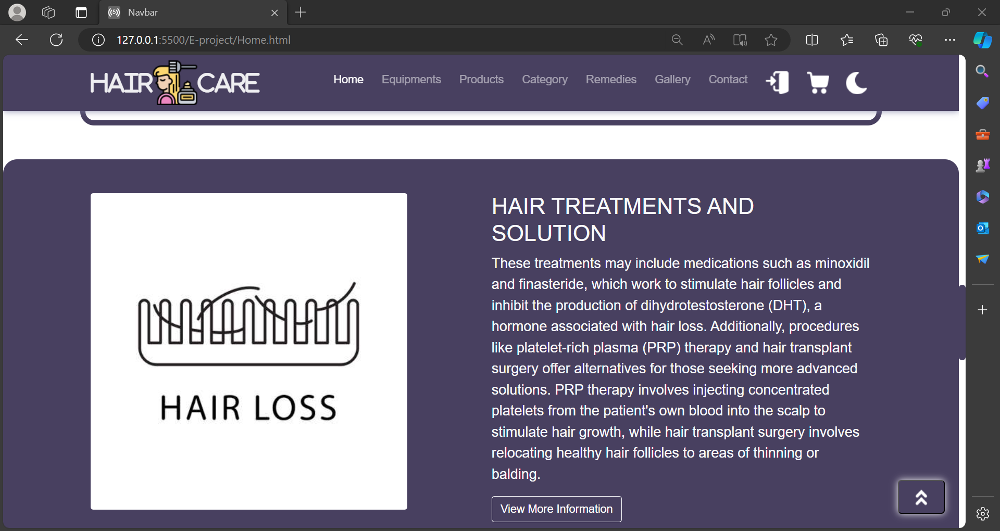 Navbar
127.0.0.1:5500/E-project/Home.html
HAIR CARE
Home Equipments Products Category Remedies Gallery Contact
HAIR LOSS
HAIR TREATMENTS AND
SOLUTION
These treatments may include medications such as minoxidil
and finasteride, which work to stimulate hair follicles and
inhibit the production of dihydrotestosterone (DHT), a
hormone associated with hair loss. Additionally, procedures
like platelet-rich plasma (PRP) therapy and hair transplant
surgery offer alternatives for those seeking more advanced
solutions. PRP therapy involves injecting concentrated
platelets from the patient's own blood into the scalp to
stimulate hair growth, while hair transplant surgery involves
relocating healthy hair follicles to areas of thinning or
balding.
View More Information